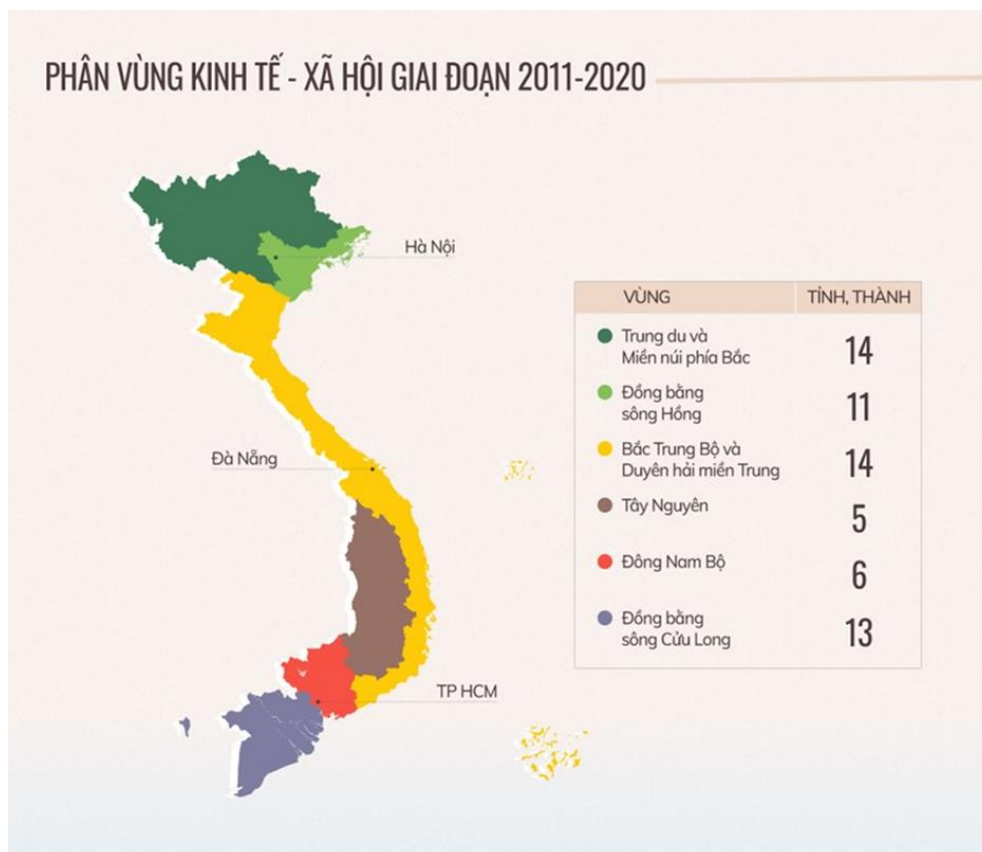 PHÂN VÙNG KINH TẾ - XÃ HỘI GIAI ĐOẠN 2011-2020
Hà Nội
Đà Nẵng
TP HCM
VÙNG TỈNH, THÀNH
Trung du và
Miền núi phía Bắc
14
Đồng bằng
sông Hồng
11
Bắc Trung Bộ và
Duyên hải miền Trung
14
Tây Nguyên
5
Đông Nam Bộ
6
Đồng bằng
sông Cửu Long
13